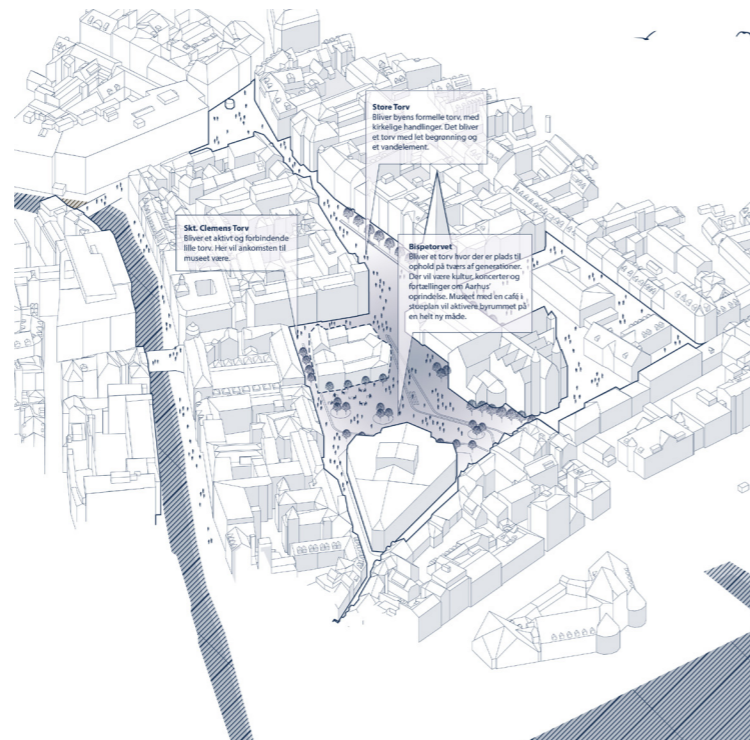 Store Torv
Bliver byens formelle torv, med
kirkelige handlinger. Det bliver
et torv med let begrønning og
et vandelement.
Skt. Clemens Torv
Bliver et aktivt og forbindende
lille torv. Her vil ankomsten til
museet være.
Bispetorvet
Bliver et torv hvor der er plads til
ophold på tværs af generationer.
Der vil være kultur, koncerter og
fortællinger om Aarhus'
oprindelse. Museet med en café i
stueplan vil aktivere byrummet på
en helt ny måde.